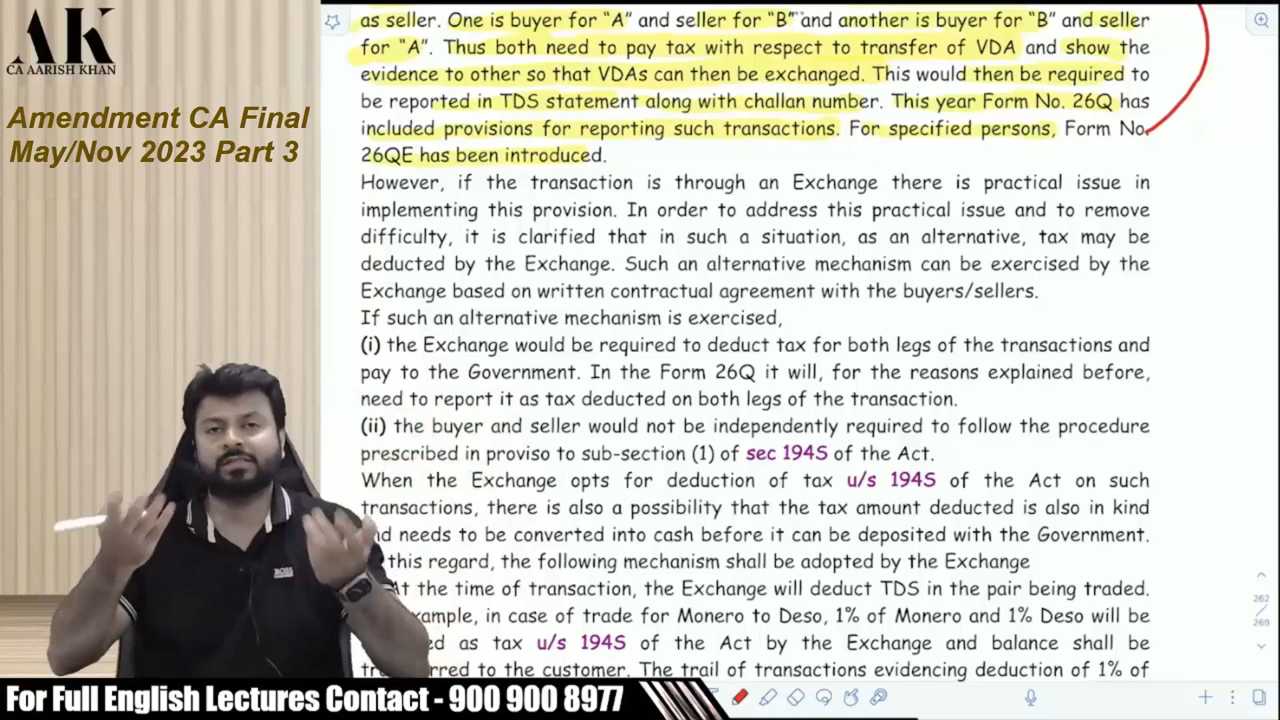 AK
CA AARISH KHAN
Amendment CA Final
May/Nov 2023 Part 3
as seller. One is buyer for “A” and seller for “B” and another is buyer for “B” and seller
for “A”. Thus both need to pay tax with respect to transfer of VDA and show the
evidence to other so that VDAs can then be exchanged. This would then be required to
be reported in TDS statement along with challan number. This year Form No. 26Q has
included provisions for reporting such transactions. For specified persons, Form No.
26QE has been introduced.
However, if the transaction is through an Exchange there is practical issue in
implementing this provision. In order to address this practical issue and to remove
difficulty, it is clarified that in such a situation, as an alternative, tax may be
deducted by the Exchange. Such an alternative mechanism can be exercised by the
Exchange based on written contractual agreement with the buyers/sellers.
If such an alternative mechanism is exercised,
(i) the Exchange would be required to deduct tax for both legs of the transactions and
pay to the Government. In the Form 26Q it will, for the reasons explained before,
need to report it as tax deducted on both legs of the transaction.
(ii) the buyer and seller would not be independently required to follow the procedure
prescribed in proviso to sub-section (1) of sec 194S of the Act.
When the Exchange opts for deduction of tax u/s 194S of the Act on such
transactions, there is also a possibility that the tax amount deducted is also in kind
needs to be converted into cash before it can be deposited with the Government.
this regard, the following mechanism shall be adopted by the Exchange
At the time of transaction, the Exchange will deduct TDS in the pair being traded.
in case of trade for Monero to Deso, 1% of Monero and 1% Deso will be
as tax u/s 194S of the Act by the Exchange and balance shall be
to the customer. The trail of transactions evidencing deduction of 1% of
262
269
BOSS
For Full English Lectures Contact - 900 900 8977